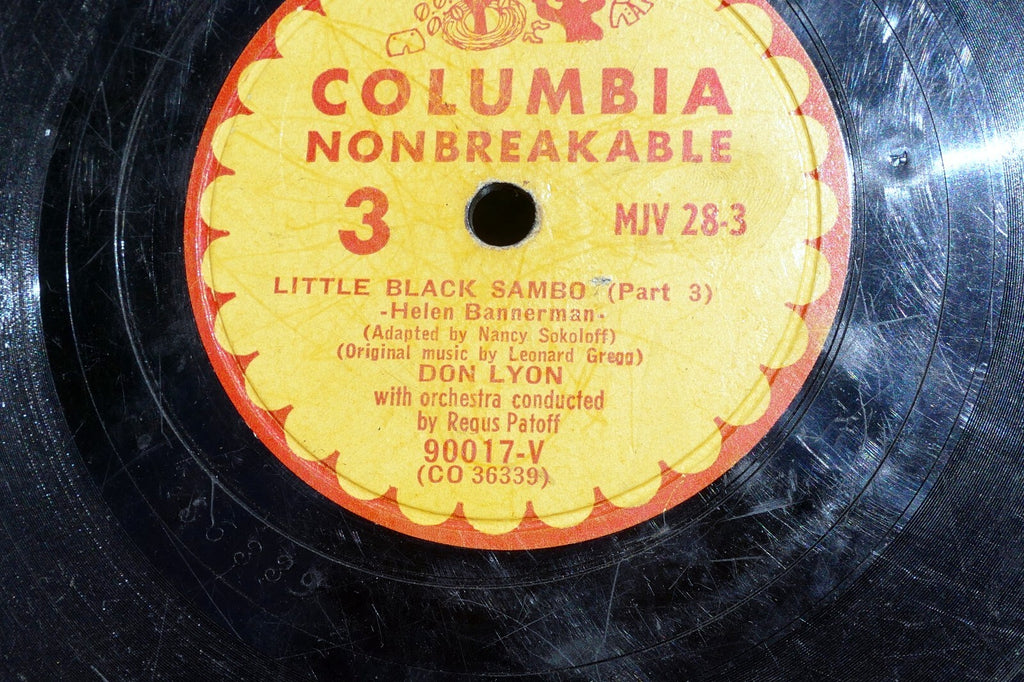 COLUMBIA
NONBREAKABLE
3
MJV 28-3
LITTLE BLACK SAMBO (Part 3)
-Helen Bannerman-
(Adapted by Nancy Sokoloff)
(Original music by Leonard Gregg)
DON LYON
with orchestra conducted
by Regus Patoff
90017-V
(CO 36339)